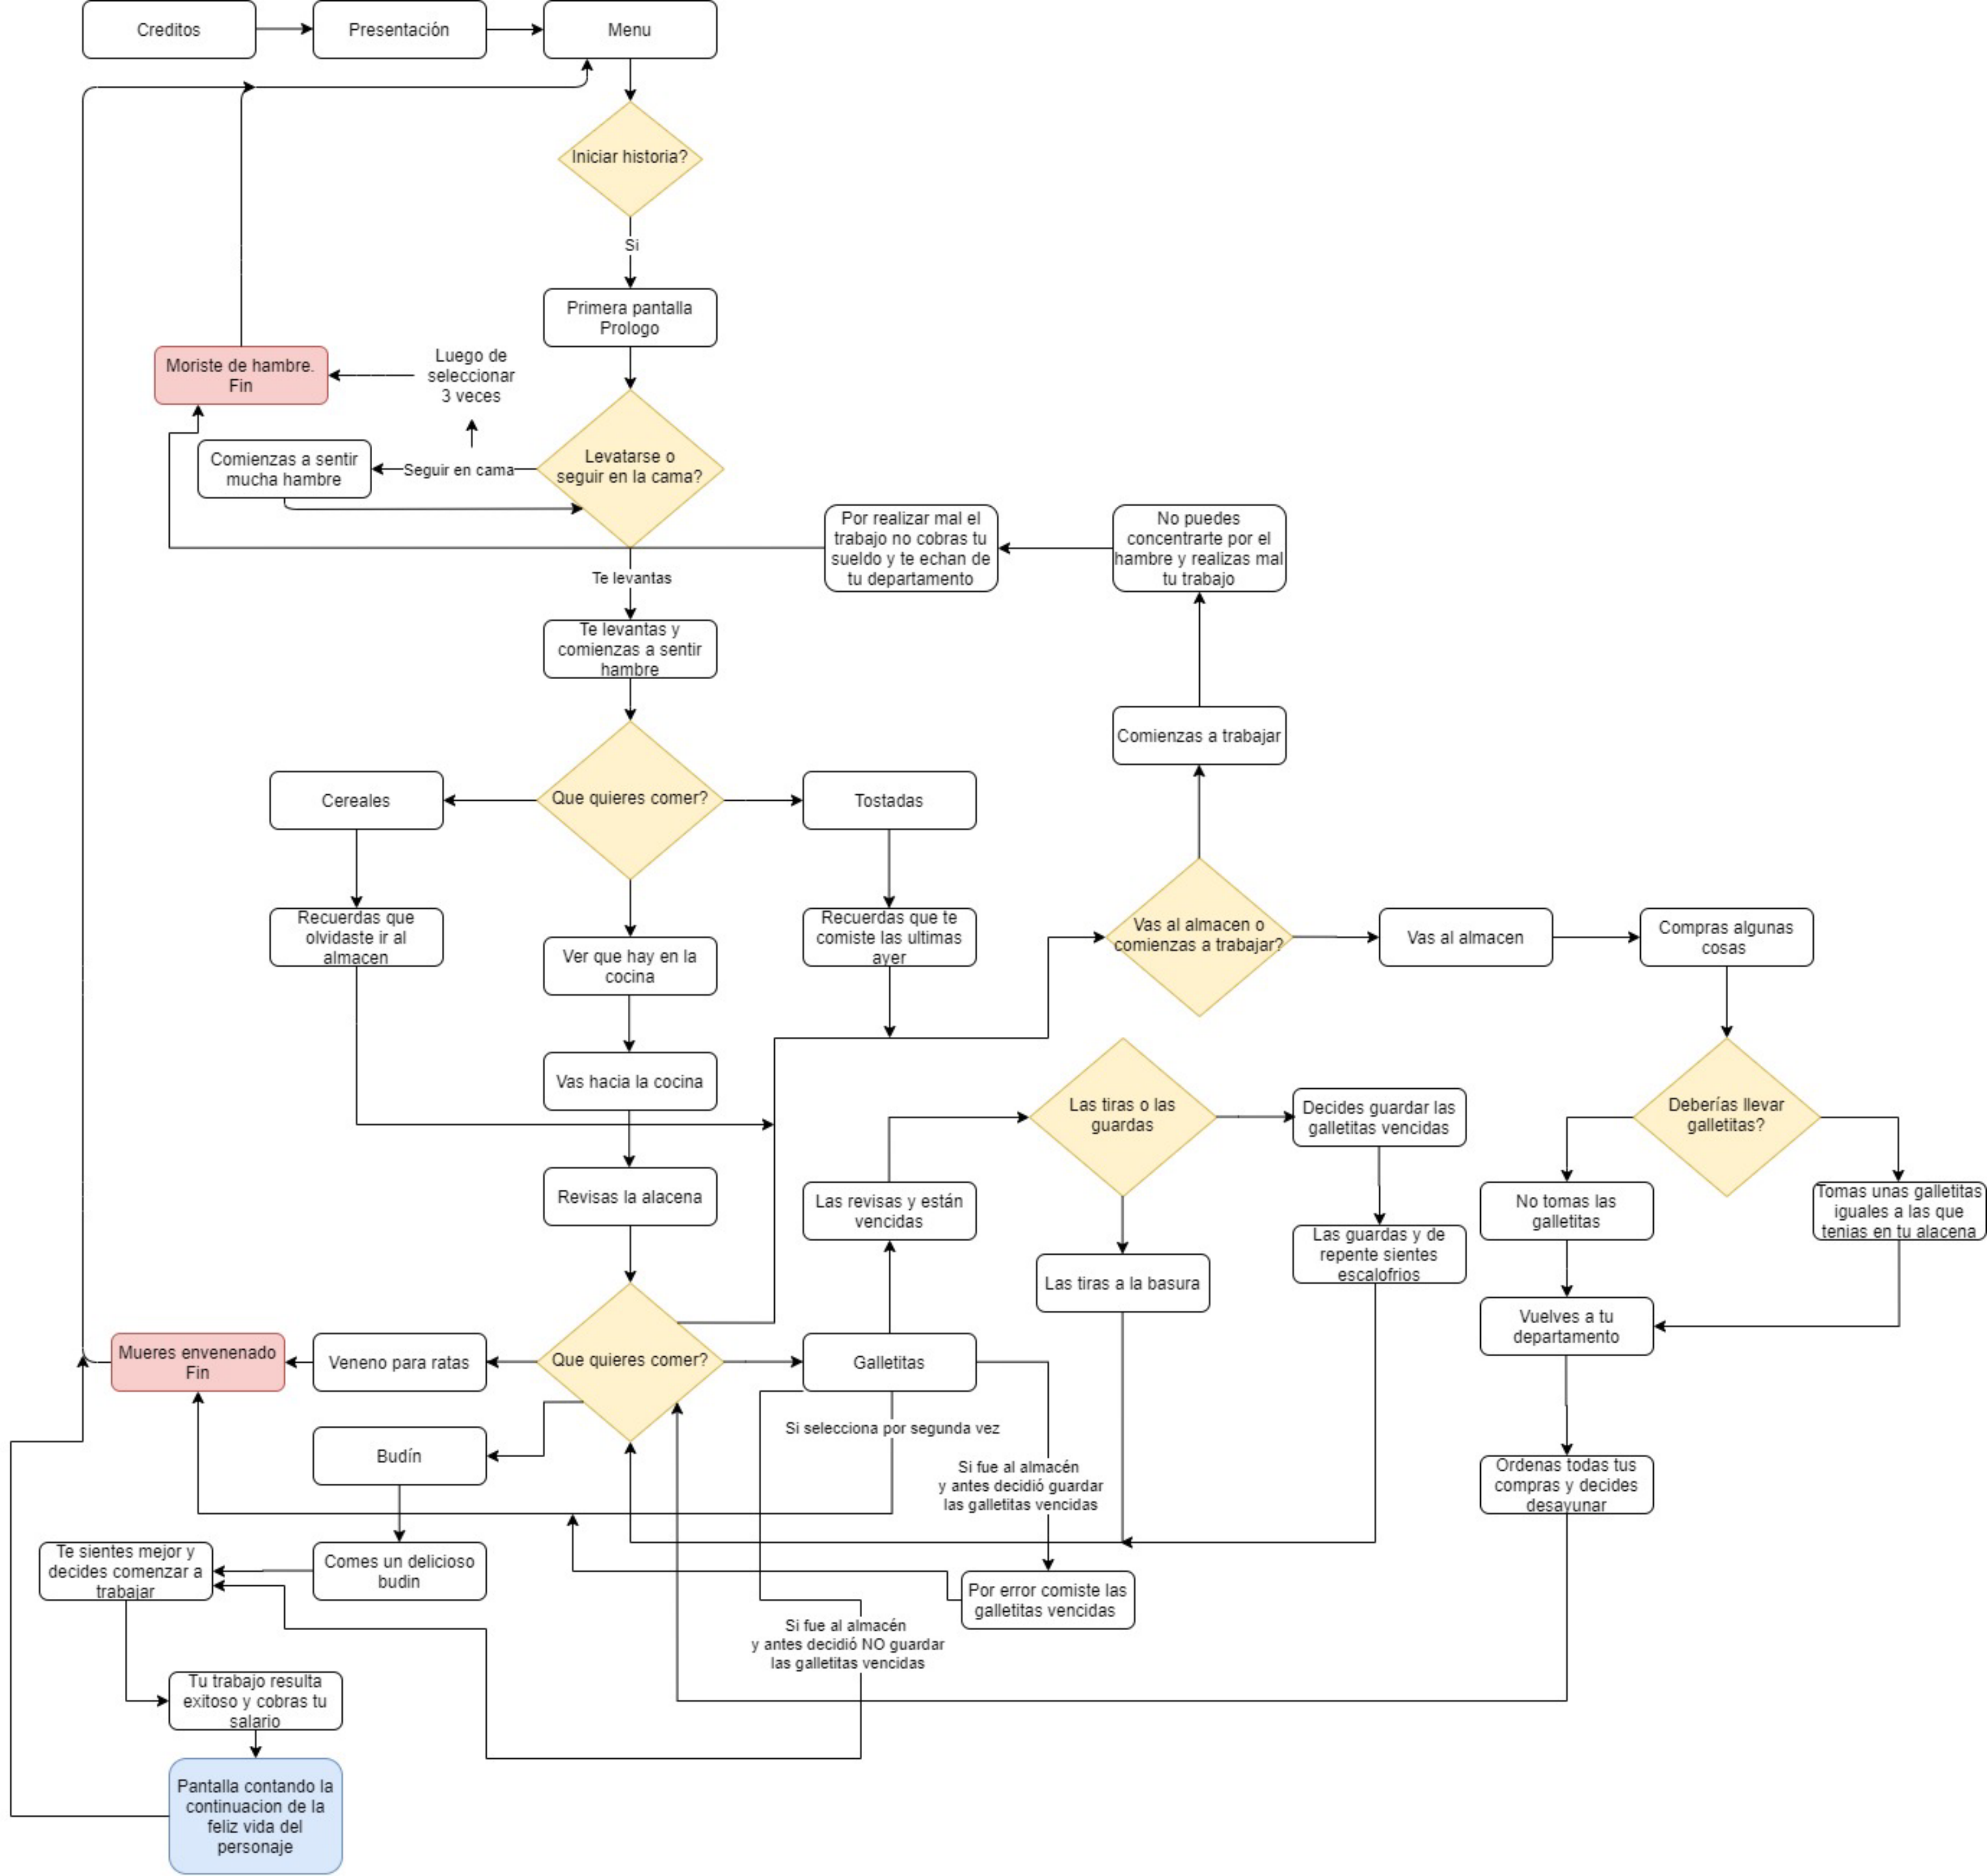 Creditos
Presentación
Menu
Iniciar historia?
Si
Primera pantalla
Prologo
Moriste de hambre.
Fin
Luego de
seleccionar
3 veces
Comienzas a sentir
mucha hambre
Seguir en cama
Levatarse o
seguir en la cama?
Por realizar mal el
trabajo no cobras tu
sueldo y te echan de
tu departamento
No puedes
concentrarte por el
hambre y realizas mal
tu trabajo
Te levantas
Te levantas y
comienzas a sentir
hambre
Comienzas a trabajar
Cereales
Que quieres comer?
Tostadas
Recuerdas que
olvidaste ir al
almacen
Ver que hay en la
cocina
Recuerdas que te
comiste las ultimas
ayer
Vas al almacen o
comienzas a trabajar?
Vas al almacen
Compras algunas
cosas
Vas hacia la cocina
Las tiras o las
guardas
Decides guardar las
galletitas vencidas
Deberías llevar
galletitas?
Revisas la alacena
Las revisas y están
vencidas
No tomas las
galletitas
Tomas unas galletitas
iguales a las que
tenias en tu alacena
Las tiras a la basura
Las guardas y de
repente sientes
escalofrios
Vuelves a tu
departamento
Mueres envenenado
Fin
Veneno para ratas
Que quieres comer?
Galletitas
Si selecciona por segunda vez
Budín
Si fue al almacén
y antes decidió guardar
las galletitas vencidas
Ordenas todas tus
compras y decides
desayunar
Te sientes mejor y
decides comenzar a
trabajar
Comes un delicioso
budin
Por error comiste las
galletitas vencidas
Si fue al almacén
y antes decidió NO guardar
las galletitas vencidas
Tu trabajo resulta
exitoso y cobras tu
salario
Pantalla contando la
continuacion de la
feliz vida del
personaje